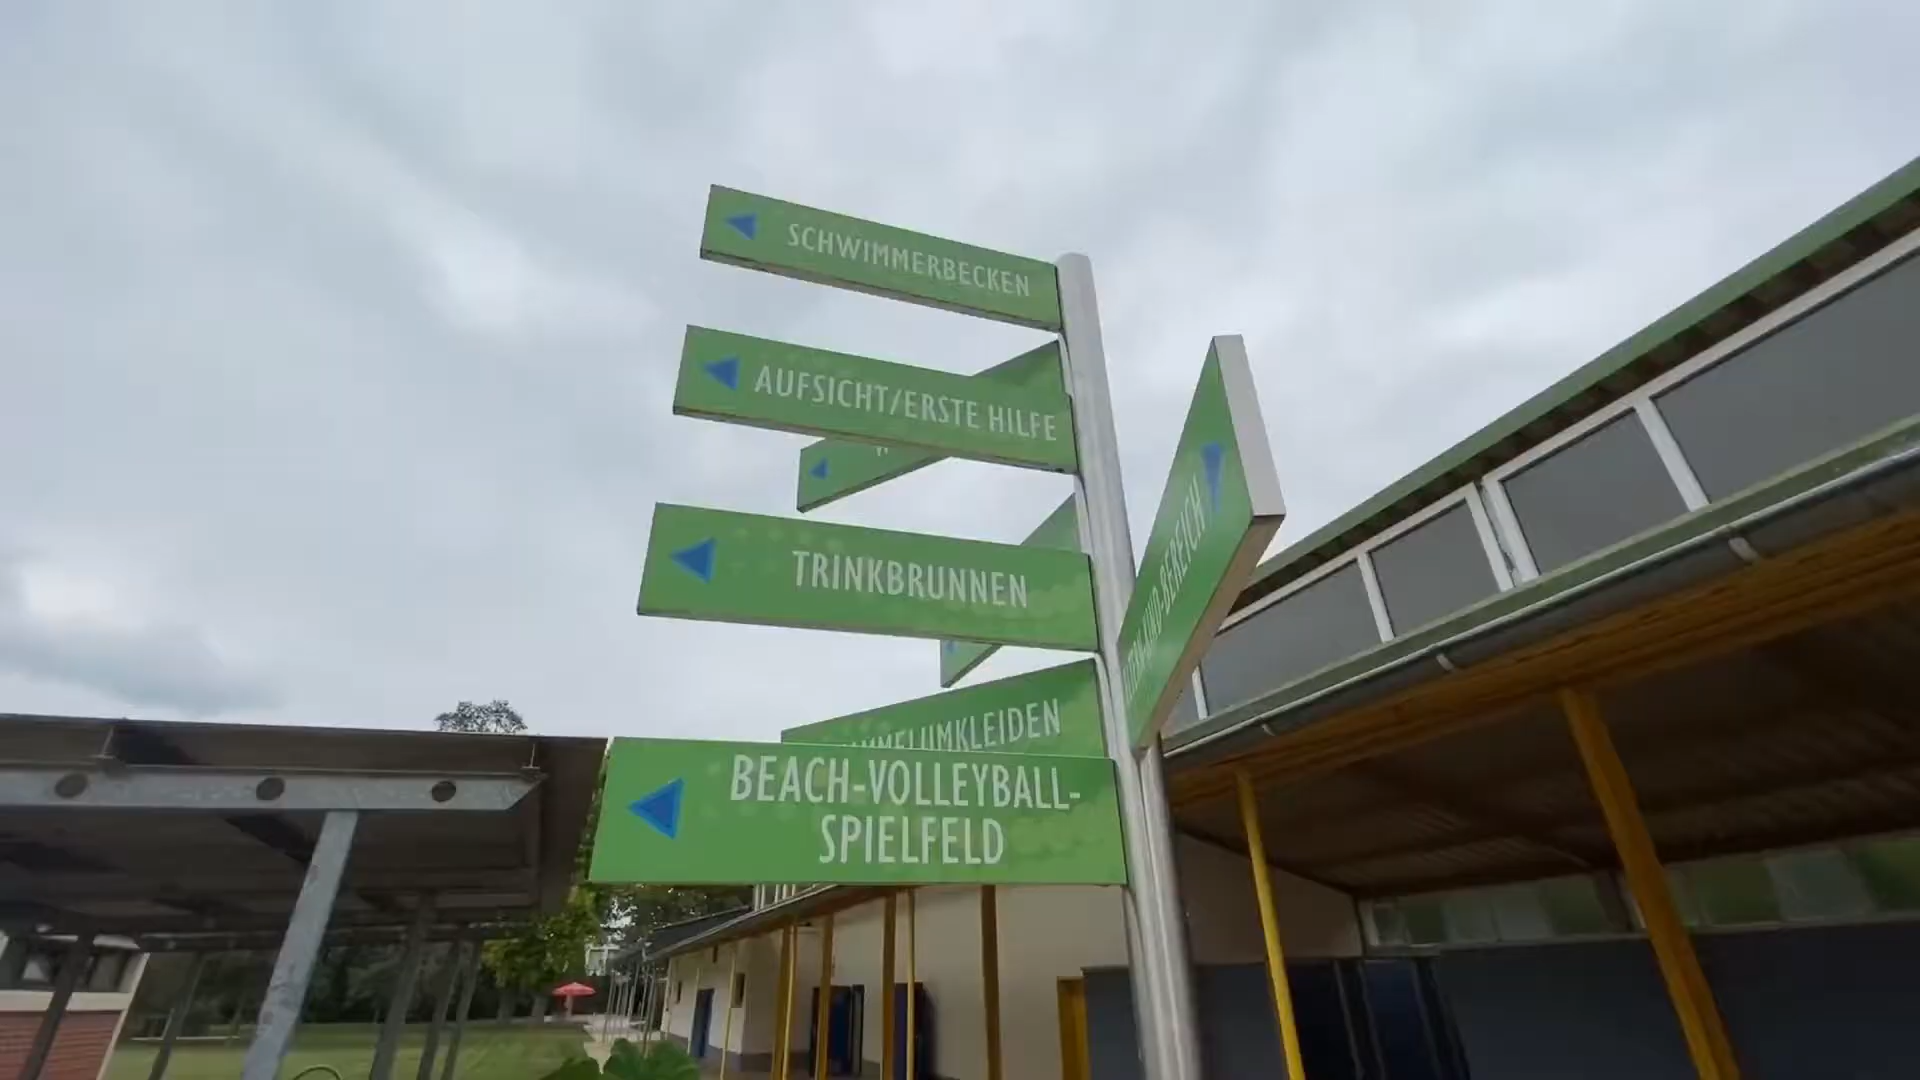 SCHWIMMERBECKEN
AUFSICHT/ERSTE HILFE
TRINKBRUNNEN
BEACH-VOLLEYBALL-
SPIELFELD